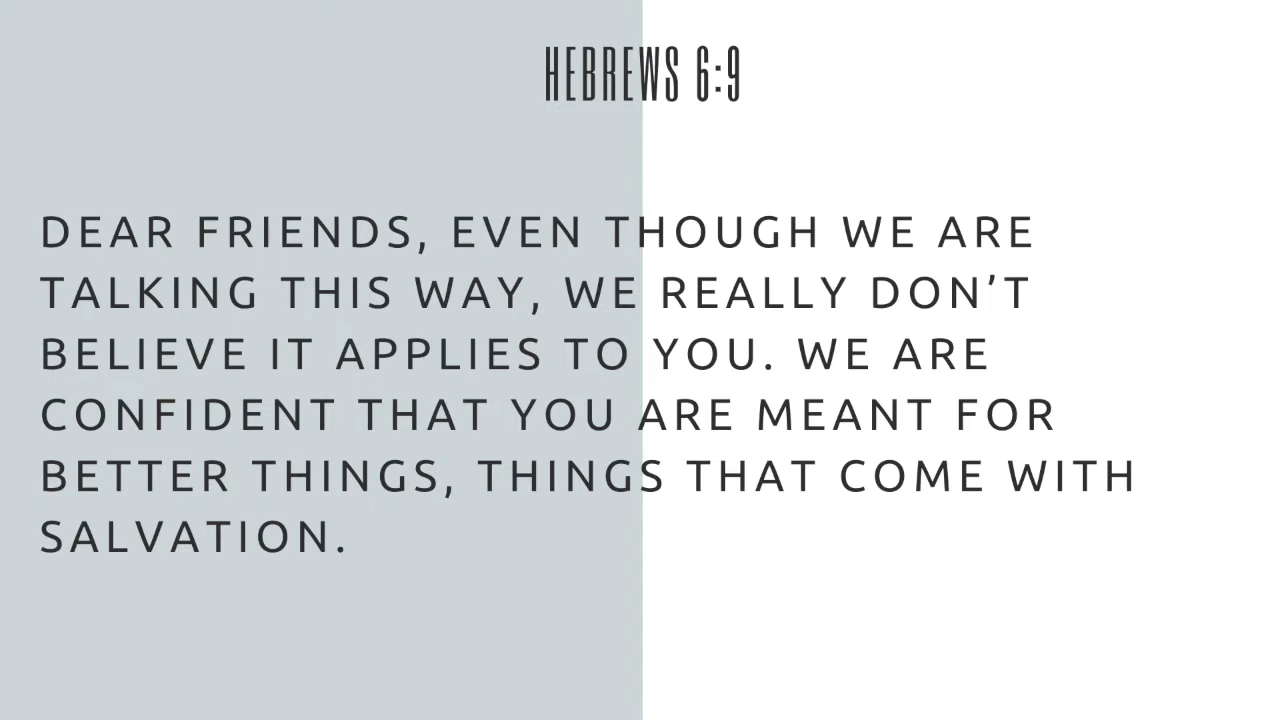 HEBREWS 6:9
DEAR FRIENDS, EVEN THOUGH WE ARE
TALKING THIS WAY, WE REALLY DON’T
BELIEVE IT APPLIES TO YOU. WE ARE
CONFIDENT THAT YOU ARE MEANT FOR
BETTER THINGS, THINGS THAT COME WITH
SALVATION.